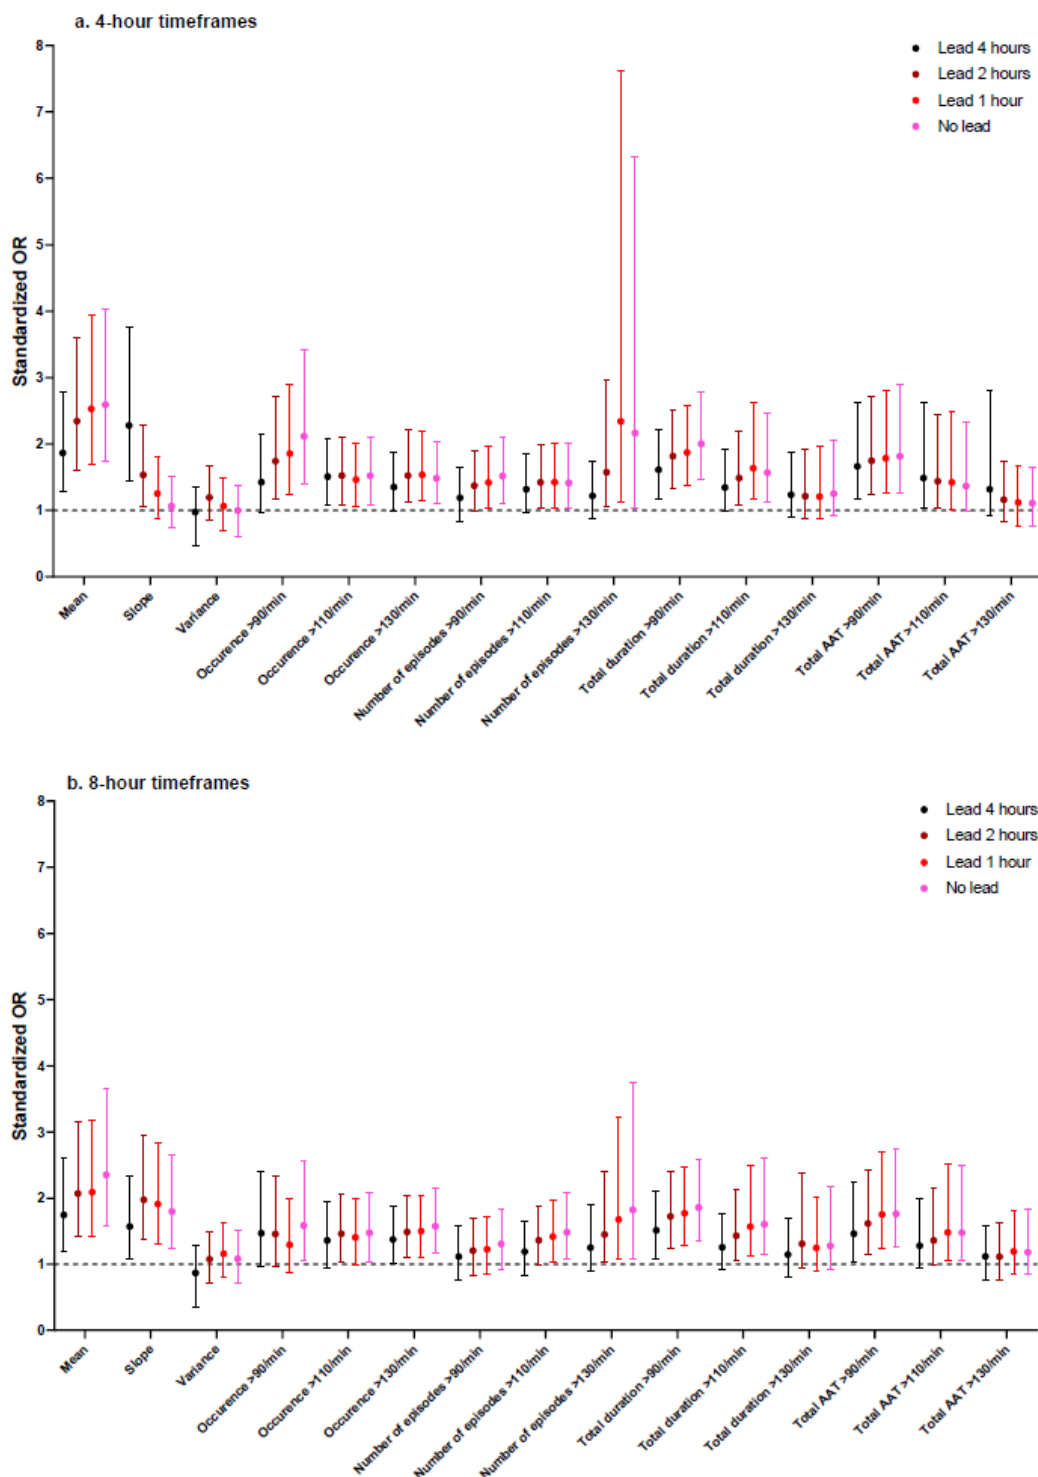 a. 4-hour timeframes
8
7
6
5
4
3
2
1
0
Standardized OR
Lead 4 hours
Lead 2 hours
Lead 1 hour
No lead
Mean
Slope
Variance
Occurence >90/min
Occurence >110/min
Occurence >130/min
Number of episodes >90/min
Number of episodes >110/min
Number of episodes >130/min
Total duration >90/min
Total duration >110/min
Total duration >130/min
Total AAT >90/min
Total AAT >110/min
Total AAT >130/min
b. 8-hour timeframes
8
7
6
5
4
3
2
1
0
Standardized OR
Lead 4 hours
Lead 2 hours
Lead 1 hour
No lead
Mean
Slope
Variance
Occurence >90/min
Occurence >110/min
Occurence >130/min
Number of episodes >90/min
Number of episodes >110/min
Number of episodes >130/min
Total duration >90/min
Total duration >110/min
Total duration >130/min
Total AAT >90/min
Total AAT >110/min
Total AAT >130/min